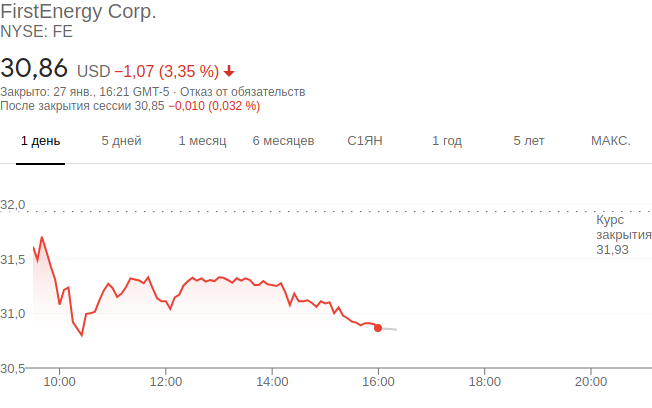 FirstEnergy Corp.
NYSE: FE
30,86 USD −1,07 (3,35 %)
Закрыто: 27 янв., 16:21 GMT-5 · Отказ от обязательств
После закрытия сессии 30,85 −0,010 (0,032 %)
1 день 5 дней 1 месяц 6 месяцев С1ЯН 1 год 5 лет МАКС.
32,0
Курс
закрытия
31,93
31,5
31,0
30,5
10:00 12:00 14:00 16:00 18:00 20:00